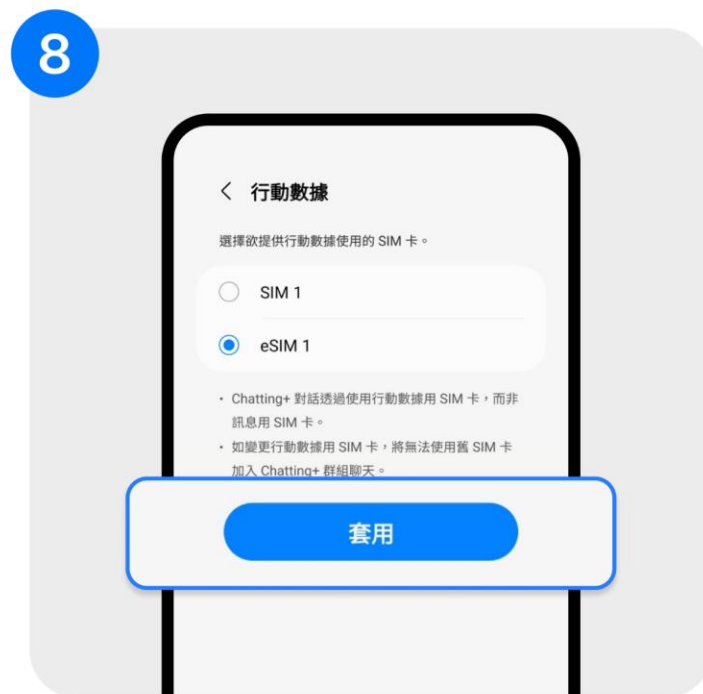 8
行動數據
選擇欲提供行動數據使用的 SIM 卡。
SIM 1
eSIM 1
• Chatting+ 對話透過使用行動數據用 SIM 卡，而非
訊息用 SIM 卡。
• 如變更行動數據用 SIM 卡，將無法使用舊 SIM 卡
加入 Chatting+ 群組聊天。
套用